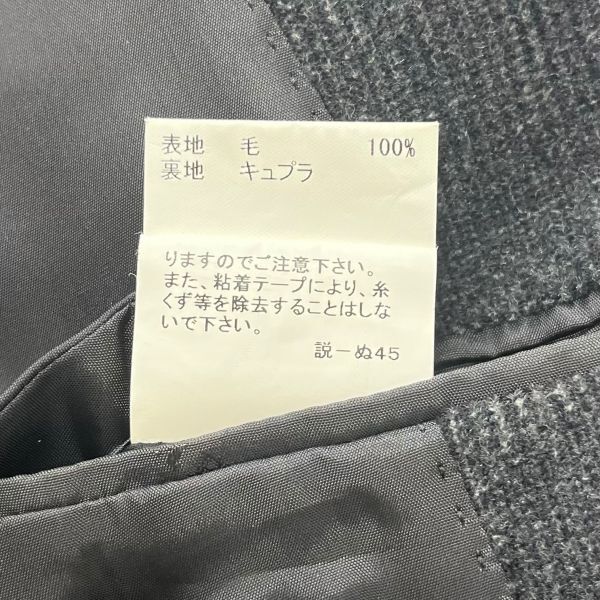 表地 毛 100%
裏地 キュプラ
りますのでご注意下さい。
また、粘着テープにより、糸
くず等を除去することはしな
いで下さい。
説ーぬ45